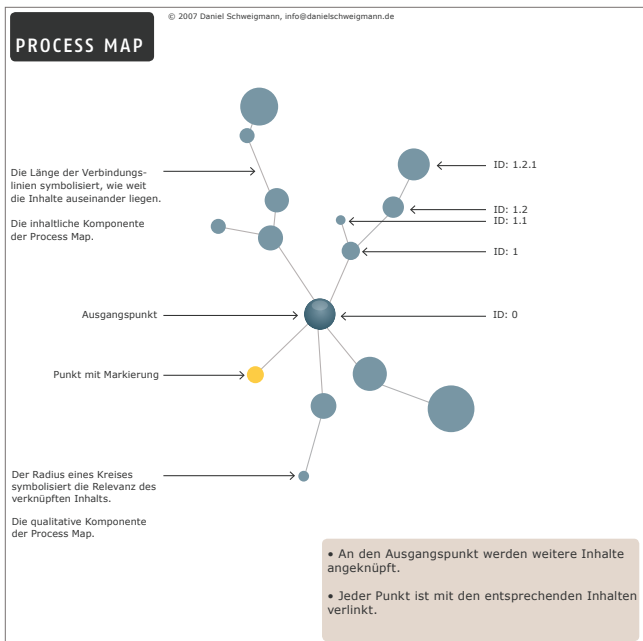 © 2007 Daniel Schweigmann, info@danielschweigmann.de
PROCESS MAP
Die Länge der Verbindungs-
linien symbolisiert, wie weit
die Inhalte auseinander liegen.
Die inhaltliche Komponente
der Process Map.
ID: 1.2.1
ID: 1.2
ID: 1.1
ID: 1
Ausgangspunkt
ID: 0
Punkt mit Markierung
Der Radius eines Kreises
symbolisiert die Relevanz des
verknüpften Inhalts.
Die qualitative Komponente
der Process Map.
• An den Ausgangspunkt werden weitere Inhalte
angeknüpft.
• Jeder Punkt ist mit den entsprechenden Inhalten
verlinkt.